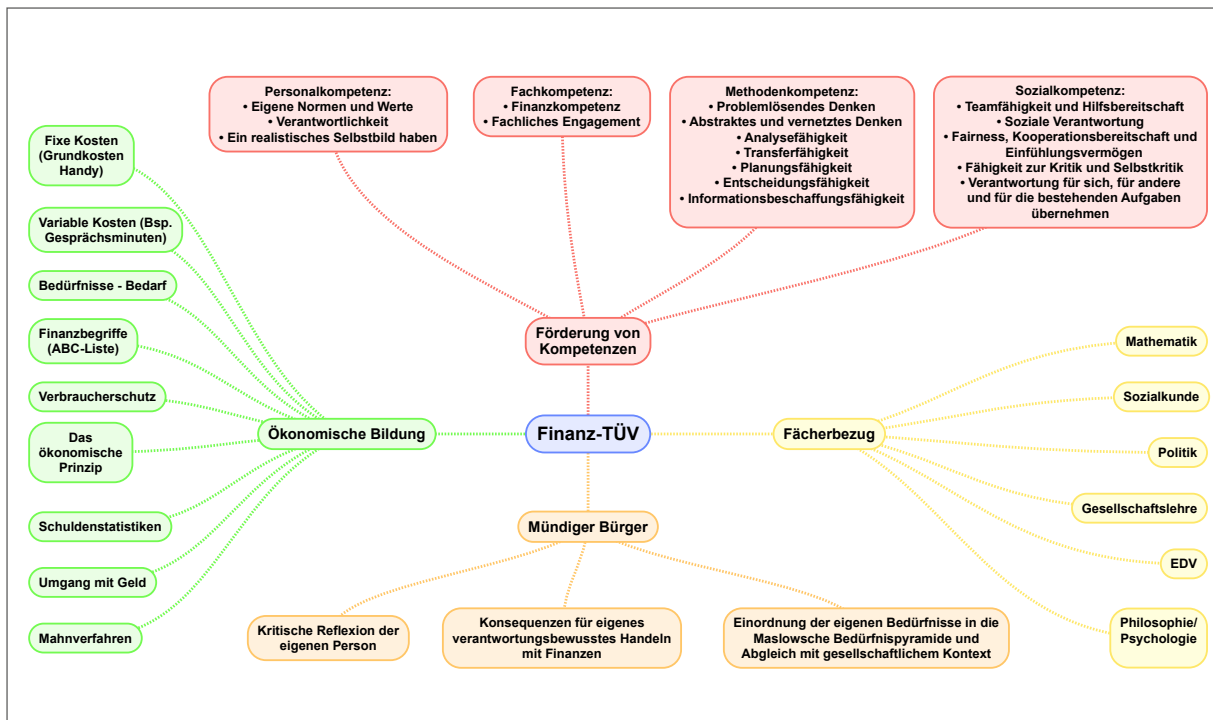 Personalkompetenz:
• Eigene Normen und Werte
• Verantwortlichkeit
• Ein realistisches Selbstbild haben
Fachkompetenz:
• Finanzkompetenz
• Fachliches Engagement
Methodenkompetenz:
• Problemlösendes Denken
• Abstraktes und vernetztes Denken
• Analysefähigkeit
• Transferfähigkeit
• Planungsfähigkeit
• Entscheidungsfähigkeit
• Informationsbeschaffungsfähigkeit
Sozialkompetenz:
• Teamfähigkeit und Hilfsbereitschaft
• Soziale Verantwortung
• Fairness, Kooperationsbereitschaft und
Einfühlungsvermögen
• Fähigkeit zur Kritik und Selbstkritik
• Verantwortung für sich, für andere
und für die bestehenden Aufgaben
übernehmen
Förderung von
Kompetenzen
Fixe Kosten
(Grundkosten
Handy)
Variable Kosten (Bsp.
Gesprächsminuten)
Bedürfnisse - Bedarf
Finanzbegriffe
(ABC-Liste)
Verbraucherschutz
Das
ökonomische
Prinzip
Schuldenstatistiken
Umgang mit Geld
Mahnverfahren
Ökonomische Bildung
Finanz-TÜV
Fächerbezug
Mathematik
Sozialkunde
Politik
Gesellschaftslehre
EDV
Philosophie/
Psychologie
Mündiger Bürger
Kritische Reflexion der
eigenen Person
Konsequenzen für eigenes
verantwortungsbewusstes Handeln
mit Finanzen
Einordnung der eigenen Bedürfnisse in die
Maslowsche Bedürfnispyramide und
Abgleich mit gesellschaftlichem Kontext